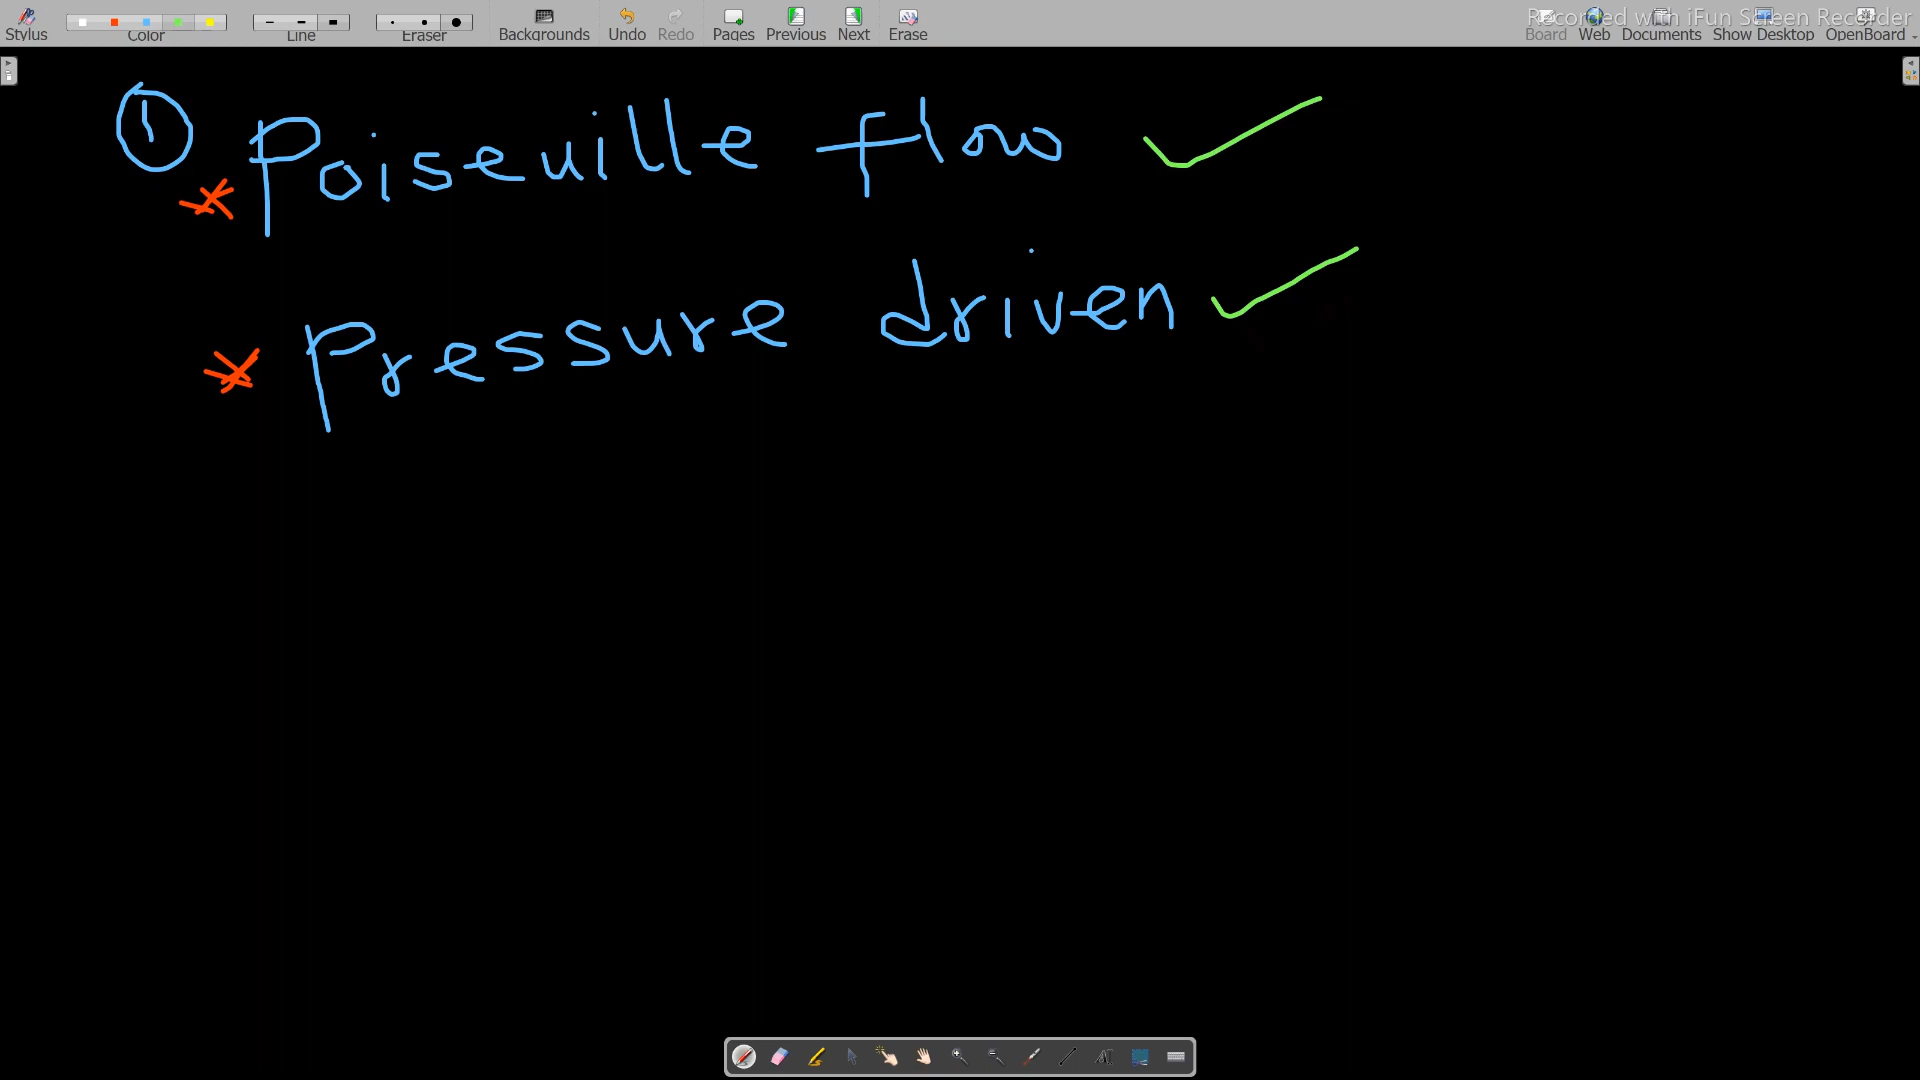 Recorded with iFun Screen Recorder
Stylus Color Line Eraser Backgrounds Undo Redo Pages Previous Next Erase Board Web Documents Show Desktop OpenBoard
① Poiseuille flow
* Pressure driven